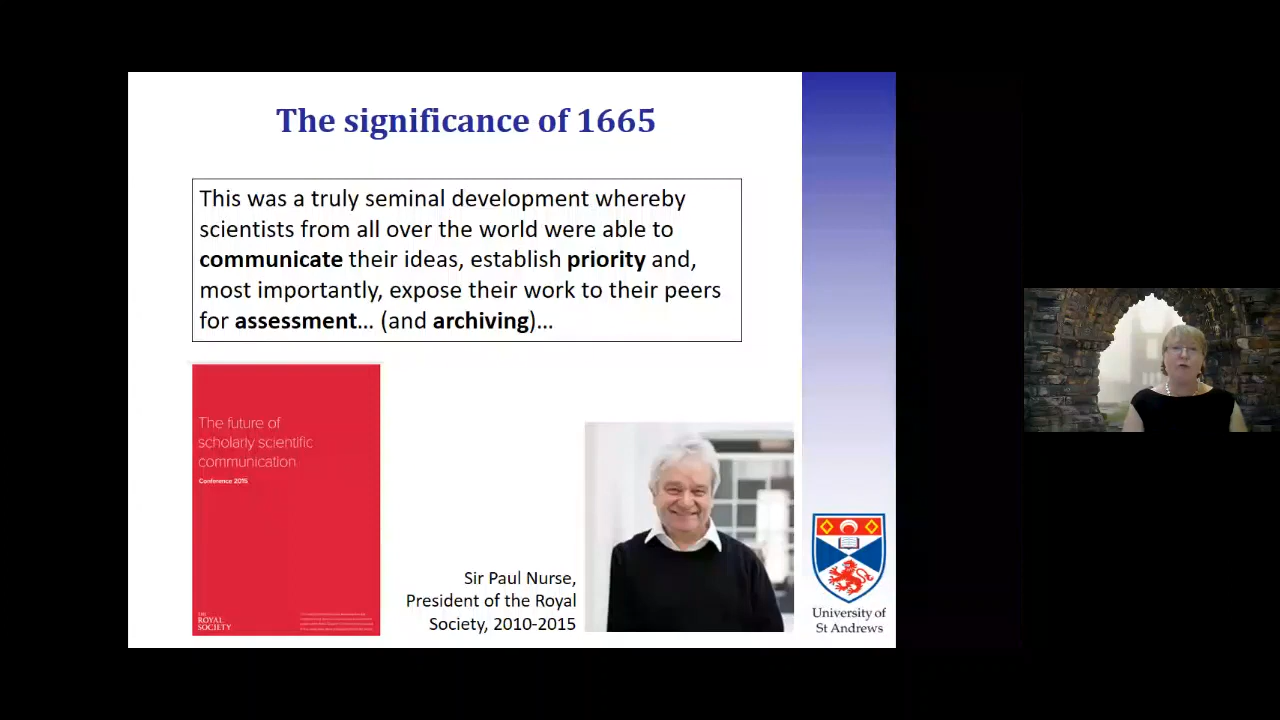 The significance of 1665
This was a truly seminal development whereby
scientists from all over the world were able to
communicate their ideas, establish priority and,
most importantly, expose their work to their peers
for assessment... (and archiving)...
The future of
scholarly scientific
communication
Conference 2015
THE
ROYAL
SOCIETY
Sir Paul Nurse,
President of the Royal
Society, 2010-2015
University of
St Andrews